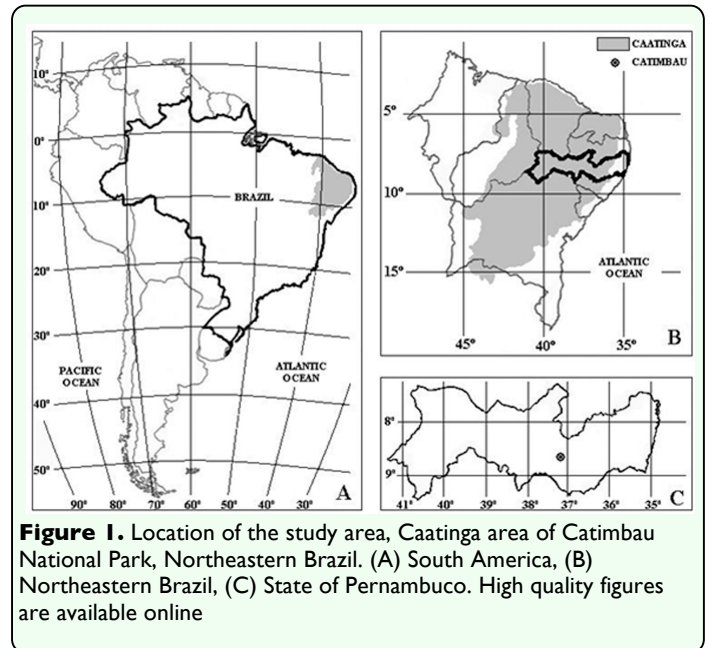 10°
0°
10°
20°
30°
40°
50°
BRAZIL
PACIFIC
OCEAN
ATLANTIC
OCEAN
90° 80° 70° 60° 50° 40° 30°
A
CAATINGA
CATIMBAU
5°
10°
15°
ATLANTIC
OCEAN
45° 40° 35°
B
8°
9°
41° 40° 39° 38° 37° 36° 35°
C
Figure 1. Location of the study area, Caatinga area of Catimbau
National Park, Northeastern Brazil. (A) South America, (B)
Northeastern Brazil, (C) State of Pernambuco. High quality figures
are available online